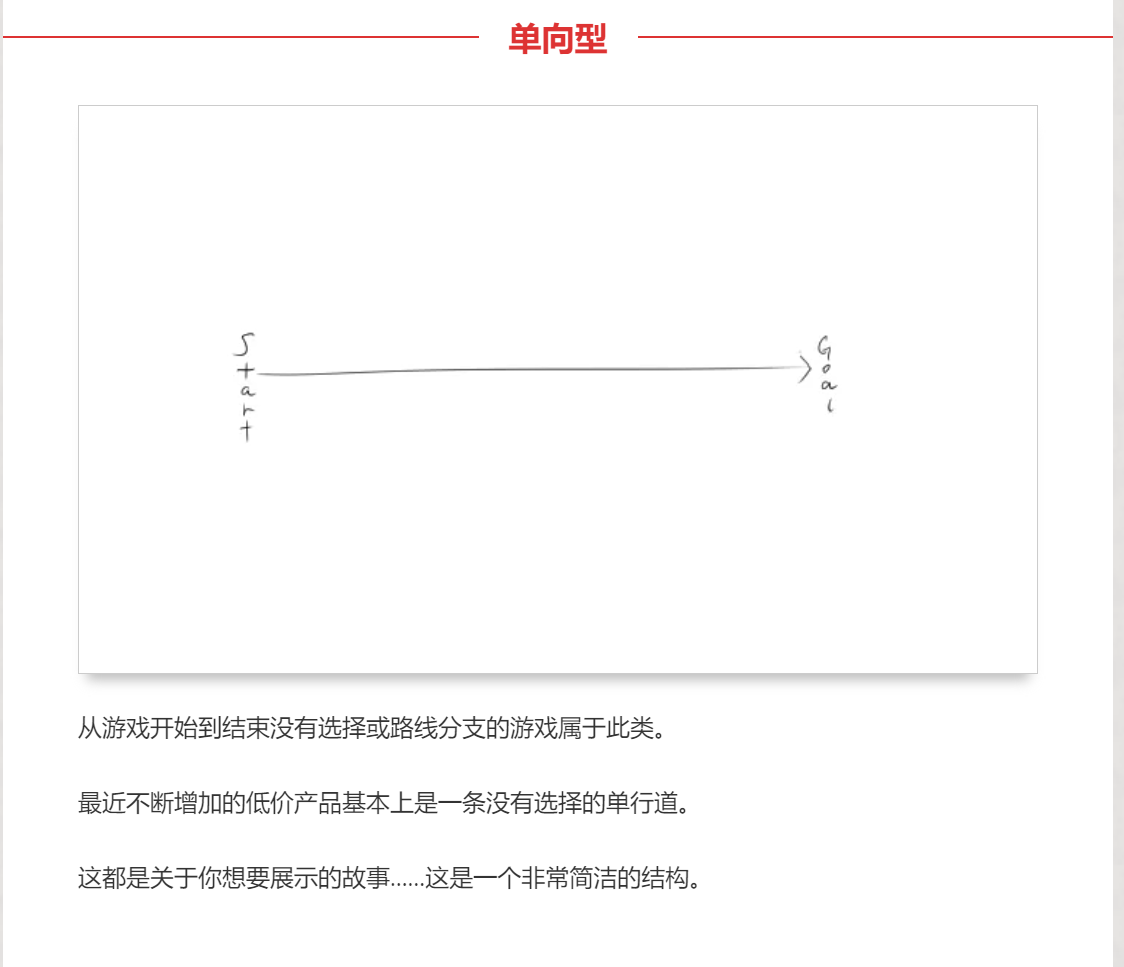 单向型
Start
Goal
从游戏开始到结束没有选择或路线分支的游戏属于此类。
最近不断增加的低价产品基本上是一条没有选择的单行道。
这都是关于你想要展示的故事……这是一个非常简洁的结构。